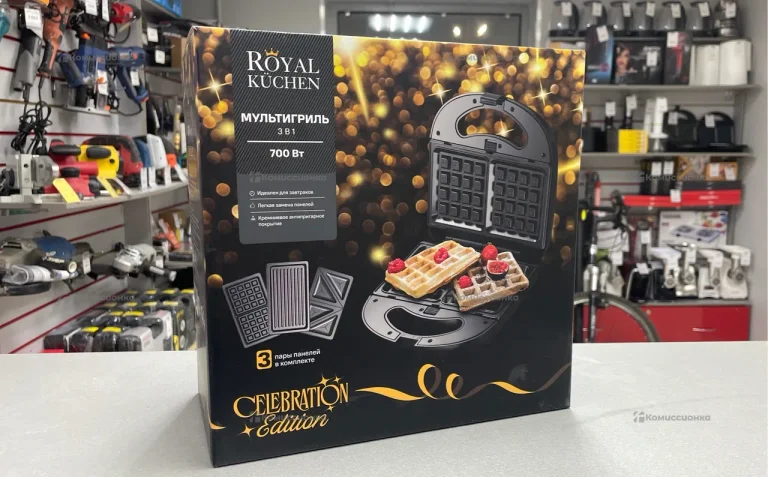 ROYAL
KÜCHEN
МУЛЬТИГРИЛЬ
3 В 1
700 Вт
Идеален для завтраков
Легкая замена панелей
Кремниевое антипригарное
покрытие
3 пары панелей
в комплекте
CELEBRATION
Edition
Комиссионко